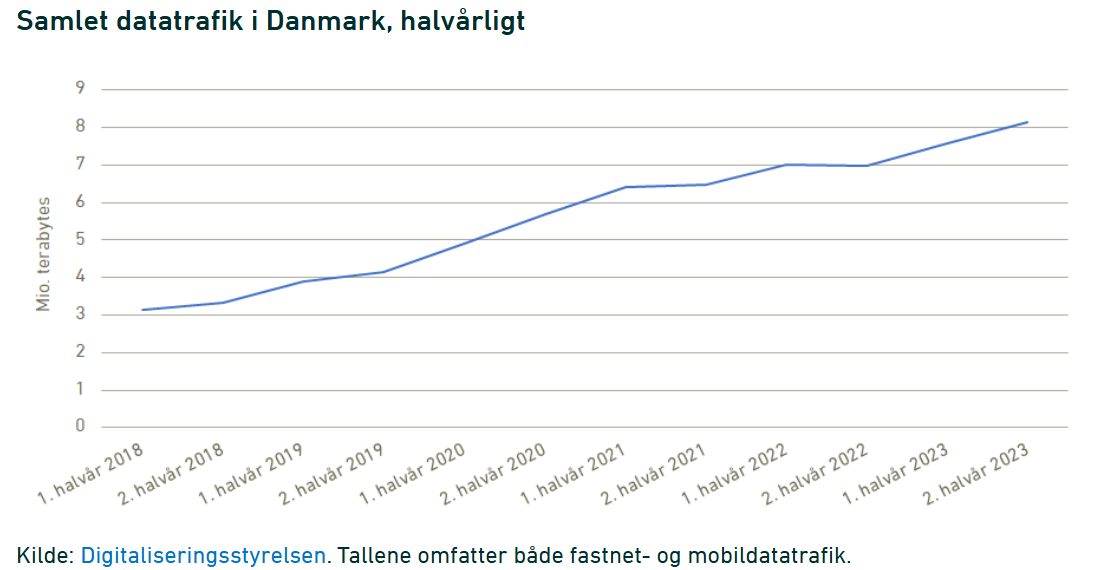 Samlet datatrafik i Danmark, halvårligt
9
8
7
6
5
4
3
2
1
0
Mio. terabytes
1. halvår 2018
2. halvår 2018
1. halvår 2019
2. halvår 2019
1. halvår 2020
2. halvår 2020
1. halvår 2021
2. halvår 2021
1. halvår 2022
2. halvår 2022
1. halvår 2023
2. halvår 2023
Kilde: Digitaliseringsstyrelsen. Tallene omfatter både fastnet- og mobildatatrafik.